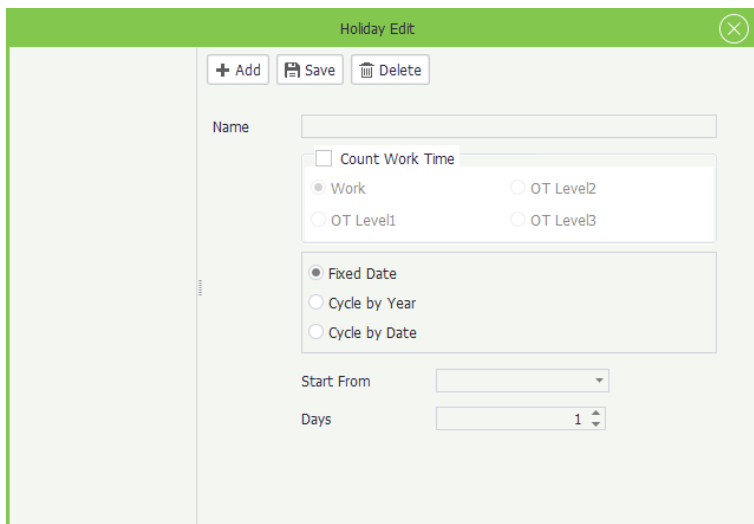 Holiday Edit
Add Save Delete
Name
Count Work Time
Work OT Level2
OT Level1 OT Level3
Fixed Date
Cycle by Year
Cycle by Date
Start From
Days 1